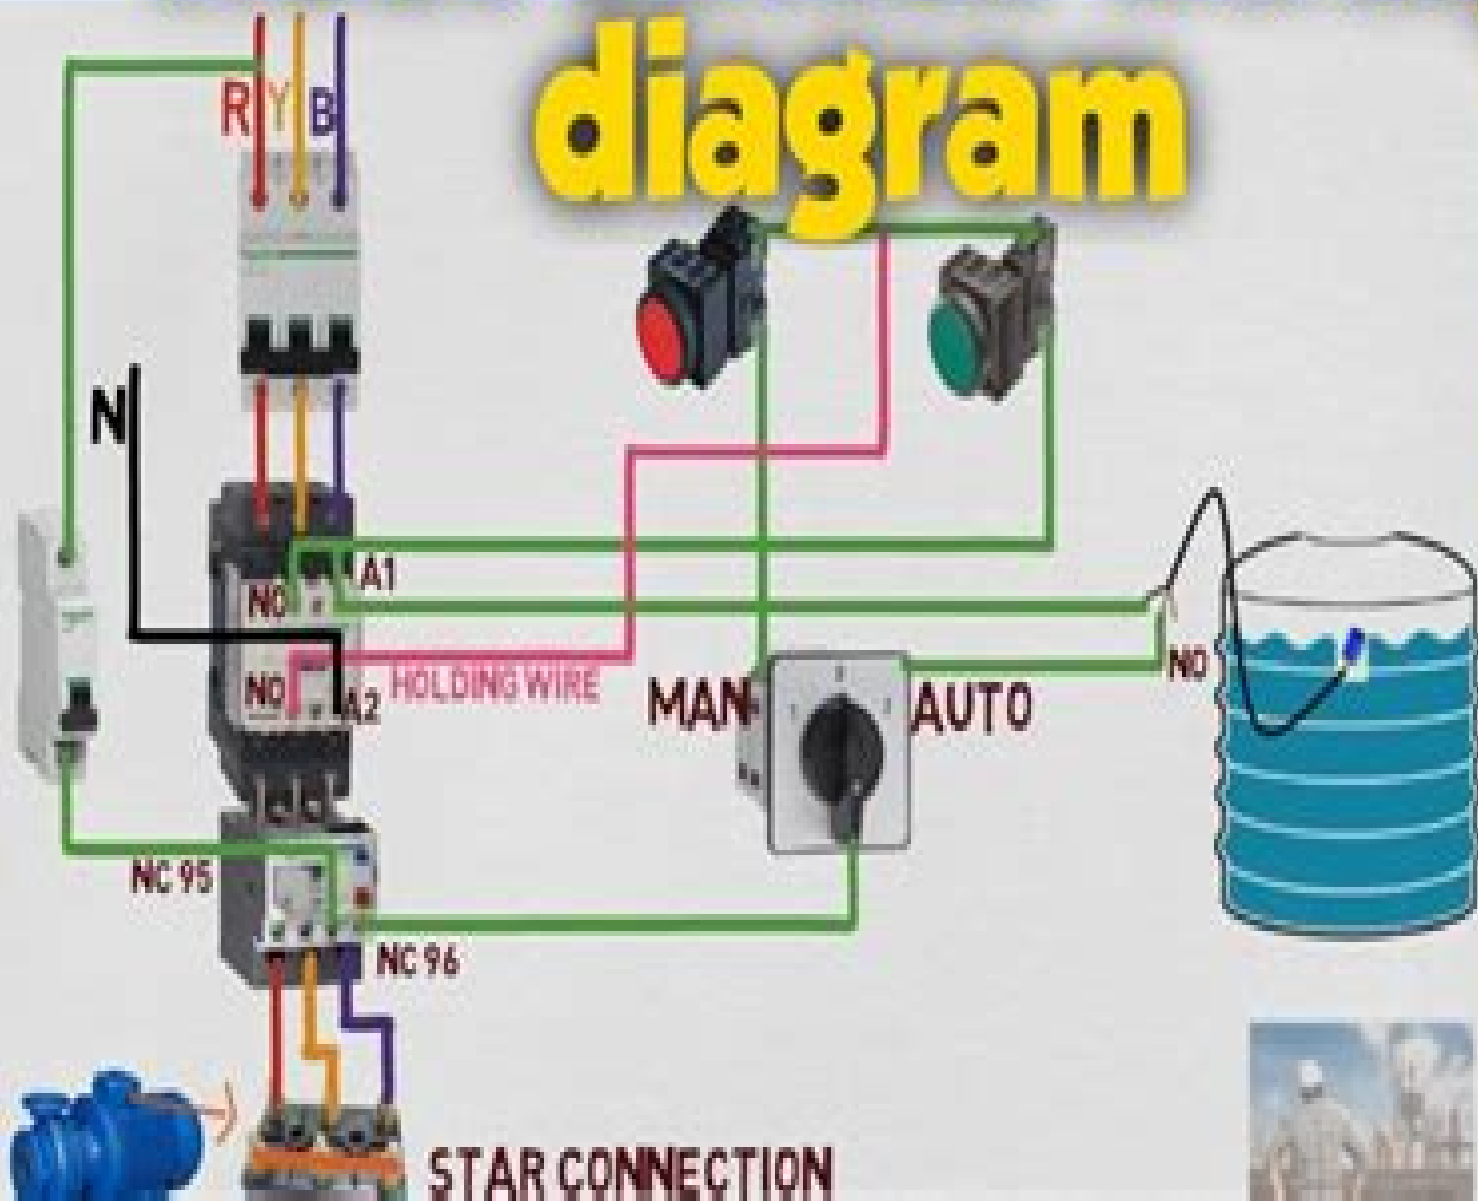 diagram
R Y B
N
A1
NO
NO
HOLDING WIRE
A2
MAN
AUTO
NO
NC 95
NC 96
STAR CONNECTION